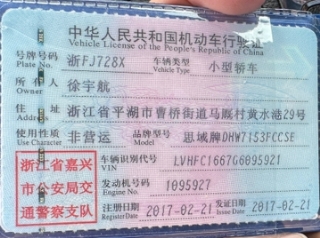 中华人民共和国机动车行驶证
Vehicle License of the People's Republic of China
号牌号码 浙FJ728X 车辆类型 小型轿车
Plate No. Vehicle Type
所有人 徐宇航
Owner
住址 浙江省平湖市曹桥街道马厩村黄水港29号
Address
使用性质 非营运 品牌型号 思域牌DHW7153FCCSE
Use Character Model
浙江省嘉兴 车辆识别代号 LVHFC1667G6095921
VIN
市公安局交 发动机号码 1095927
Engine No.
通警察支队 注册日期 2017-02-21 发证日期 2017-02-21
Register Date Issue Date